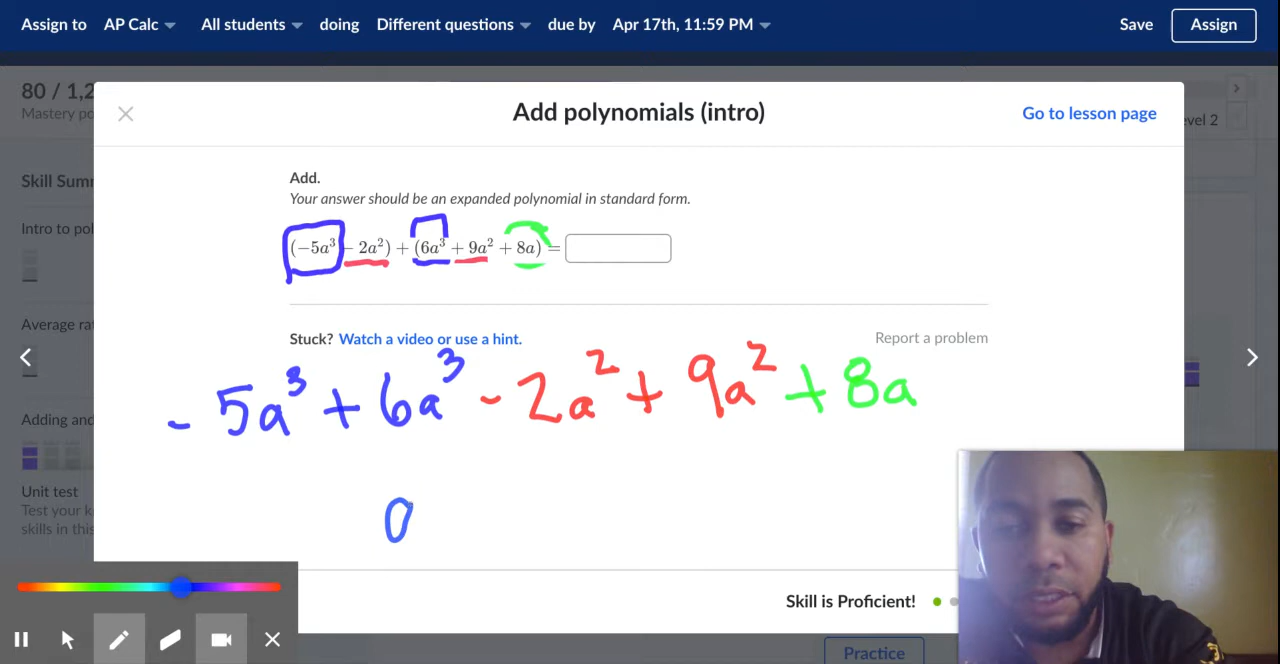 Assign to AP Calc All students doing Different questions due by Apr 17th, 11:59 PM Save Assign
80 / 1,2
Mastery po
Add polynomials (intro)
Go to lesson page
evel 2
Skill Sum
Add.
Your answer should be an expanded polynomial in standard form.
Intro to pol
(−5a³ − 2a²) + (6a³ + 9a² + 8a) =
Average ra
Stuck? Watch a video or use a hint.
Report a problem
- 5a³ + 6a³ - 2a² + 9a² + 8a
Adding and
Unit test
Test your k
skills in this
0
Skill is Proficient!
Practice